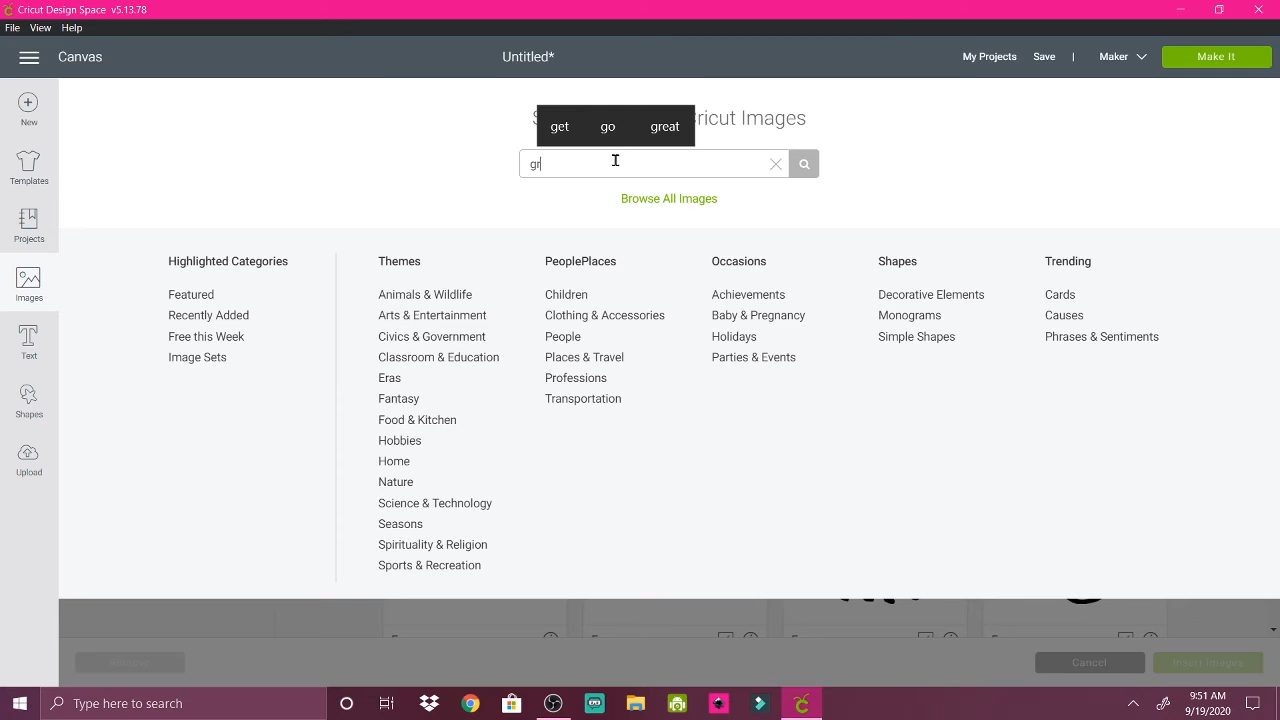 Cricut Design Space v5.13.78
File View Help
Canvas
Untitled*
My Projects Save | Maker Make It
New
Templates
Projects
Images
Text
Shapes
Upload
Cricut Images
get go great
gr
Browse All Images
Highlighted Categories
Featured
Recently Added
Free this Week
Image Sets
Themes
Animals & Wildlife
Arts & Entertainment
Civics & Government
Classroom & Education
Eras
Fantasy
Food & Kitchen
Hobbies
Home
Nature
Science & Technology
Seasons
Spirituality & Religion
Sports & Recreation
PeoplePlaces
Children
Clothing & Accessories
People
Places & Travel
Professions
Transportation
Occasions
Achievements
Baby & Pregnancy
Holidays
Parties & Events
Shapes
Decorative Elements
Monograms
Simple Shapes
Trending
Cards
Causes
Phrases & Sentiments
Remove
Cancel Insert Images
Type here to search
9:51 AM
9/19/2020